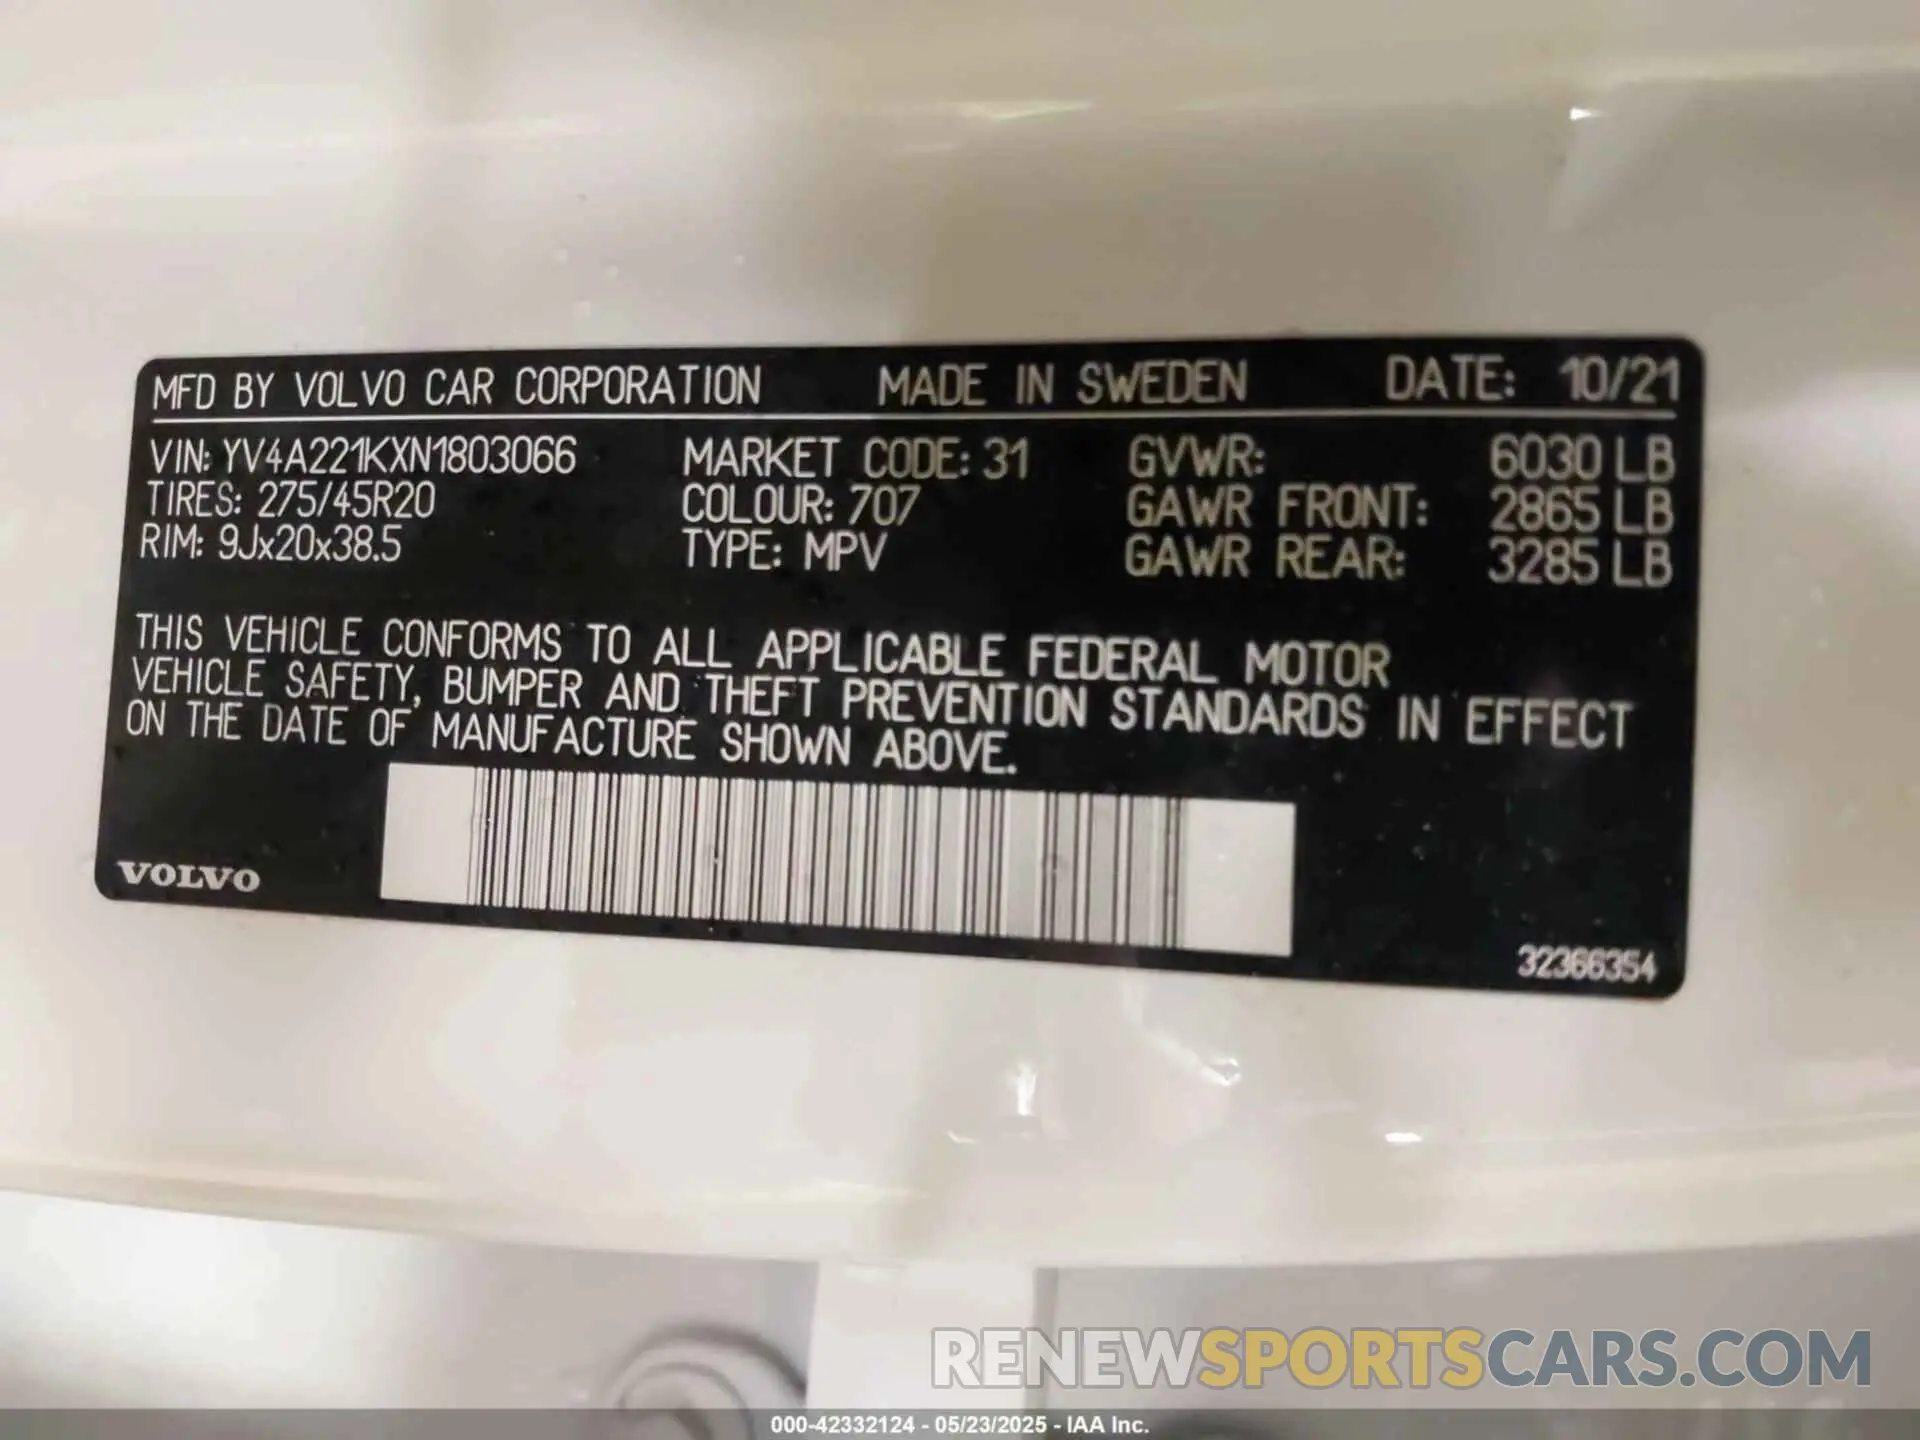 MFD BY VOLVO CAR CORPORATION MADE IN SWEDEN DATE: 10/21
VIN: YV4A221KXN1803066 MARKET CODE: 31 GVWR: 6030 LB
TIRES: 275/45R20 COLOUR: 707 GAWR FRONT: 2865 LB
RIM: 9Jx20x38.5 TYPE: MPV GAWR REAR: 3285 LB
THIS VEHICLE CONFORMS TO ALL APPLICABLE FEDERAL MOTOR
VEHICLE SAFETY, BUMPER AND THEFT PREVENTION STANDARDS IN EFFECT
ON THE DATE OF MANUFACTURE SHOWN ABOVE.
VOLVO
32366354
RENEWSPORTSCARS.COM
000-42332124 - 05/23/2025 - IAA Inc.